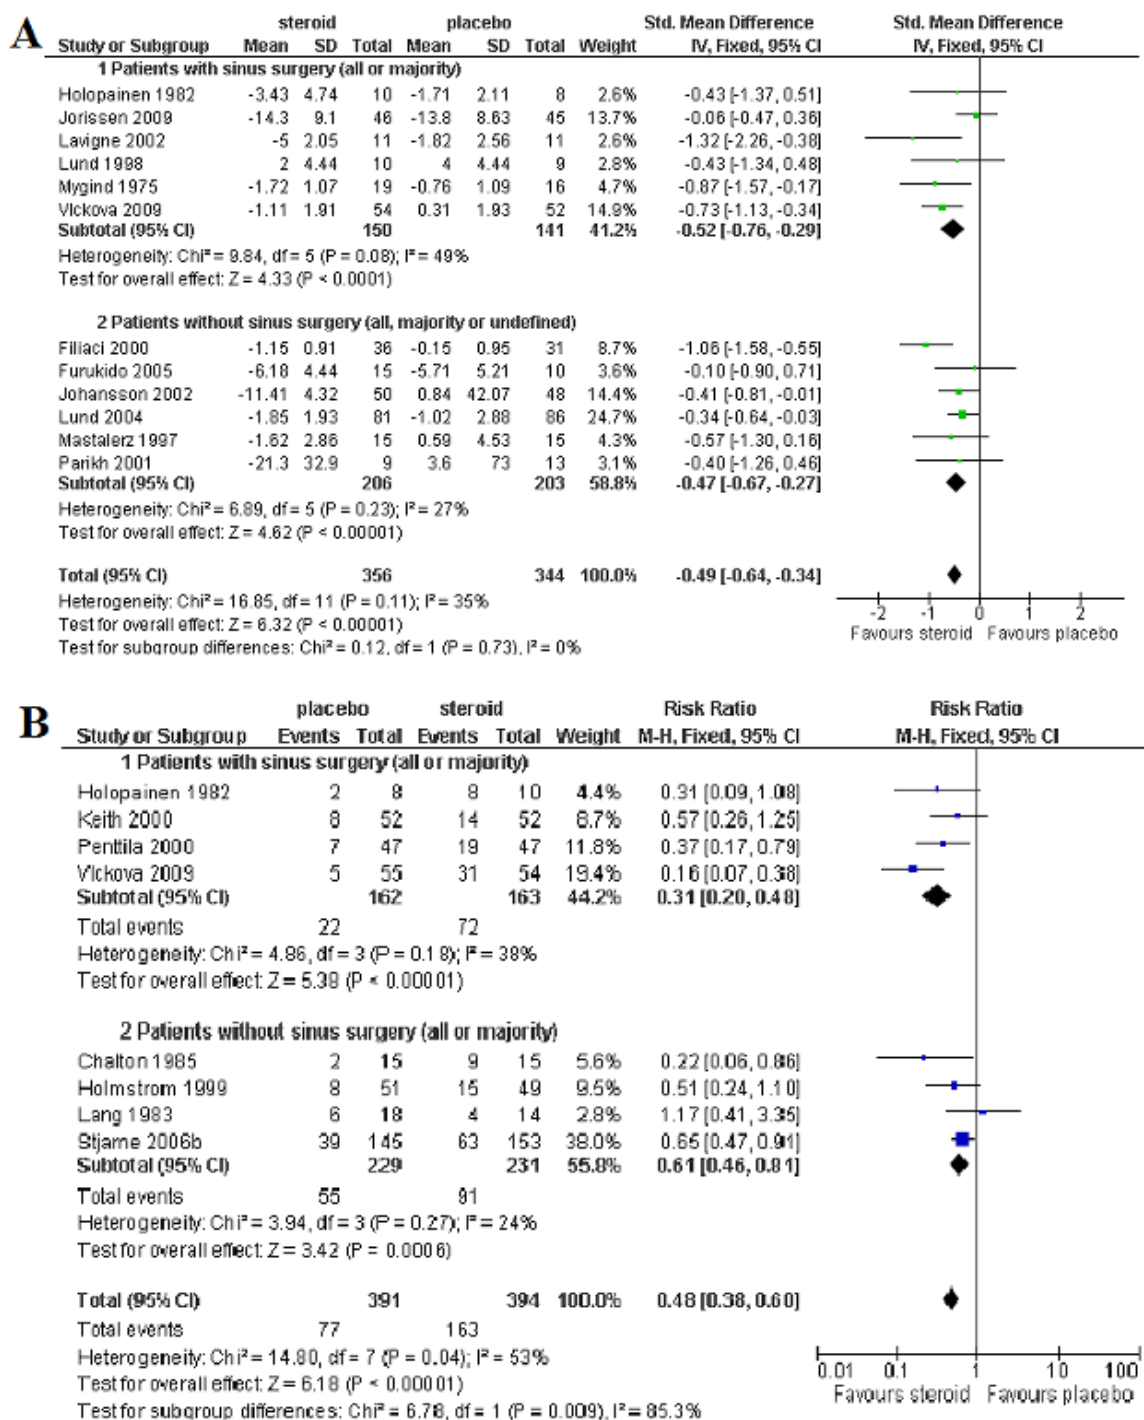 A
steroid placebo Std. Mean Difference Std. Mean Difference
Study or Subgroup Mean SD Total Mean SD Total Weight IV, Fixed, 95% CI IV, Fixed, 95% CI
1 Patients with sinus surgery (all or majority)
Holopainen 1982 -3.43 4.74 10 -1.71 2.11 8 2.6% -0.43 [-1.37, 0.51]
Jorissen 2009 -14.3 9.1 46 -13.8 8.63 45 13.7% -0.06 [-0.47, 0.36]
Lavigne 2002 -5 2.05 11 -1.82 2.56 11 2.6% -1.32 [-2.26, -0.38]
Lund 1998 2 4.44 10 4 4.44 9 2.8% -0.43 [-1.34, 0.48]
Mygind 1975 -1.72 1.07 19 -0.76 1.09 16 4.7% -0.87 [-1.57, -0.17]
Vlckova 2009 -1.11 1.91 54 0.31 1.93 52 14.9% -0.73 [-1.13, -0.34]
Subtotal (95% CI) 150 141 41.2% -0.52 [-0.76, -0.29]
Heterogeneity: Chi² = 9.84, df = 5 (P = 0.08); I² = 49%
Test for overall effect: Z = 4.33 (P < 0.0001)
2 Patients without sinus surgery (all, majority or undefined)
Filiaci 2000 -1.15 0.91 36 -0.15 0.95 31 8.7% -1.06 [-1.58, -0.55]
Furukido 2005 -6.18 4.44 15 -5.71 5.21 10 3.6% -0.10 [-0.90, 0.71]
Johansson 2002 -11.41 4.32 50 0.84 42.07 48 14.4% -0.41 [-0.81, -0.01]
Lund 2004 -1.85 1.93 81 -1.02 2.88 86 24.7% -0.34 [-0.64, -0.03]
Mastalerz 1997 -1.62 2.86 15 0.59 4.53 15 4.3% -0.57 [-1.30, 0.16]
Parikh 2001 -21.3 32.9 9 3.6 73 13 3.1% -0.40 [-1.26, 0.46]
Subtotal (95% CI) 206 203 58.8% -0.47 [-0.67, -0.27]
Heterogeneity: Chi² = 6.89, df = 5 (P = 0.23); I² = 27%
Test for overall effect: Z = 4.62 (P < 0.00001)
Total (95% CI) 356 344 100.0% -0.49 [-0.64, -0.34]
Heterogeneity: Chi² = 16.85, df = 11 (P = 0.11); I² = 35%
Test for overall effect: Z = 6.32 (P < 0.00001)
Test for subgroup differences: Chi² = 0.12, df = 1 (P = 0.73), I² = 0%
-2 -1 0 1 2
Favours steroid Favours placebo
B
placebo steroid Risk Ratio Risk Ratio
Study or Subgroup Events Total Events Total Weight M-H, Fixed, 95% CI M-H, Fixed, 95% CI
1 Patients with sinus surgery (all or majority)
Holopainen 1982 2 8 8 10 4.4% 0.31 [0.09, 1.08]
Keith 2000 8 52 14 52 8.7% 0.57 [0.26, 1.25]
Penttila 2000 7 47 19 47 11.8% 0.37 [0.17, 0.79]
Vlckova 2009 5 55 31 54 19.4% 0.16 [0.07, 0.38]
Subtotal (95% CI) 162 163 44.2% 0.31 [0.20, 0.48]
Total events 22 72
Heterogeneity: Chi² = 4.86, df = 3 (P = 0.18); I² = 38%
Test for overall effect: Z = 5.38 (P < 0.00001)
2 Patients without sinus surgery (all or majority)
Chalton 1985 2 15 9 15 5.6% 0.22 [0.06, 0.86]
Holmstrom 1999 8 51 15 49 9.5% 0.51 [0.24, 1.10]
Lang 1983 6 18 4 14 2.8% 1.17 [0.41, 3.35]
Stjarne 2006b 39 145 63 153 38.0% 0.65 [0.47, 0.91]
Subtotal (95% CI) 229 231 55.8% 0.61 [0.46, 0.81]
Total events 55 91
Heterogeneity: Chi² = 3.94, df = 3 (P = 0.27); I² = 24%
Test for overall effect: Z = 3.42 (P = 0.0006)
Total (95% CI) 391 394 100.0% 0.48 [0.38, 0.60]
Total events 77 163
Heterogeneity: Chi² = 14.80, df = 7 (P = 0.04); I² = 53%
Test for overall effect: Z = 6.18 (P < 0.00001)
Test for subgroup differences: Chi² = 6.78, df = 1 (P = 0.009), I² = 85.3%
0.01 0.1 1 10 100
Favours steroid Favours placebo